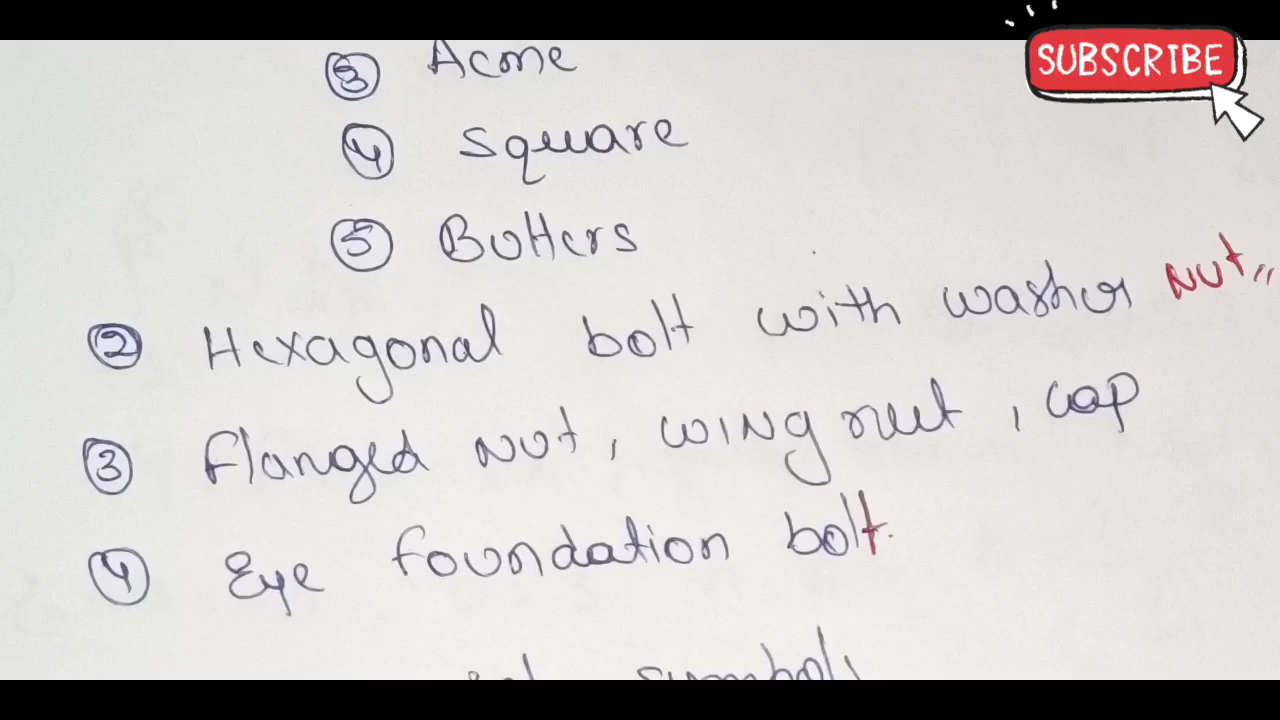 SUBSCRIBE
③ Acme
④ Square
⑤ Butters
② Hexagonal bolt with washer NUt,,
③ Flanged NUt, WINg nut, cap
④ Eye foundation bolt.
symbols